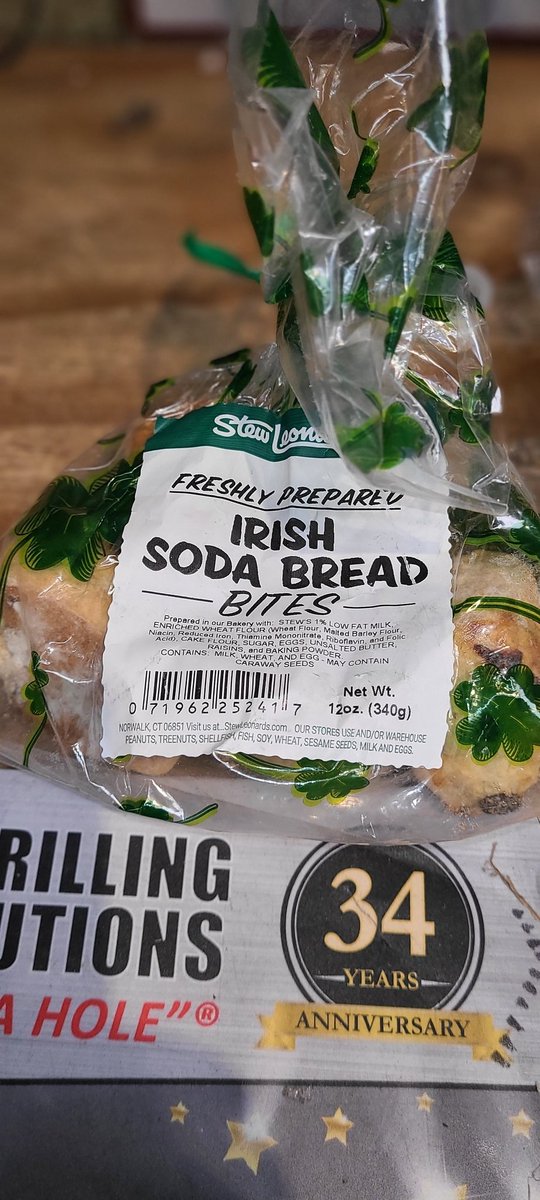 Stew Leona
FRESHLY PREPARED
IRISH
SODA BREAD
BITES
Prepared in our Bakery with: STEW'S 1% LOW FAT MILK,
ENRICHED WHEAT FLOUR (Wheat Flour, Malted Barley Flour,
Niacin, Reduced Iron, Thiamine Mononitrate, Riboflavin, and Folic
Acid), CAKE FLOUR, SUGAR, EGGS, UNSALTED BUTTER,
RAISINS, and BAKING POWDER
CONTAINS: MILK, WHEAT, AND EGG - MAY CONTAIN
CARAWAY SEEDS
0 71962 25241 7
Net Wt.
12oz. (340g)
NORWALK, CT 06851 Visit us at...StewLeonards.com... OUR STORES USE AND/OR WAREHOUSE
PEANUTS, TREENUTS, SHELLFISH, FISH, SOY, WHEAT, SESAME SEEDS, MILK AND EGGS.
RILLING
UTIONS
A HOLE"®
34
YEARS
ANNIVERSARY